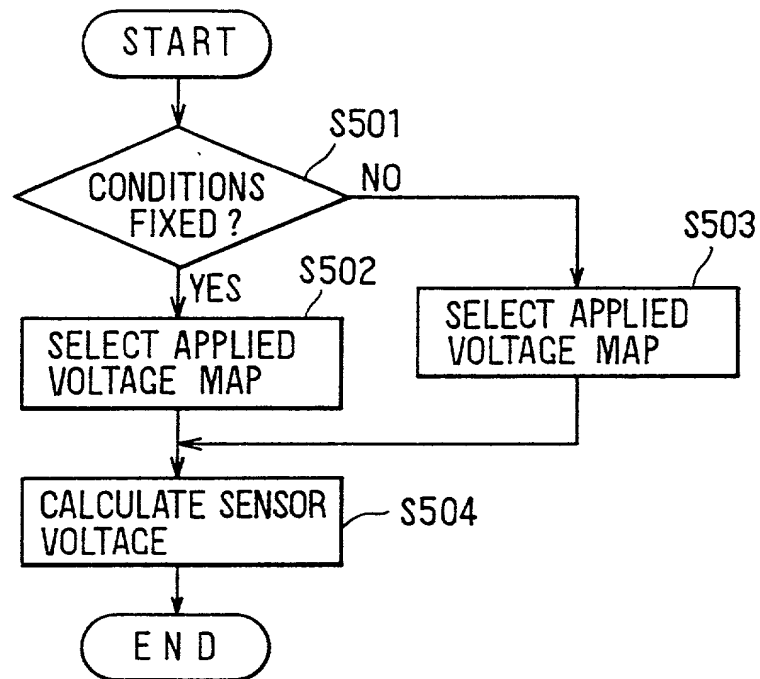 START
S501
CONDITIONS
FIXED ?
NO
YES
S502
S503
SELECT APPLIED
VOLTAGE MAP
SELECT APPLIED
VOLTAGE MAP
CALCULATE SENSOR
VOLTAGE
S504
END